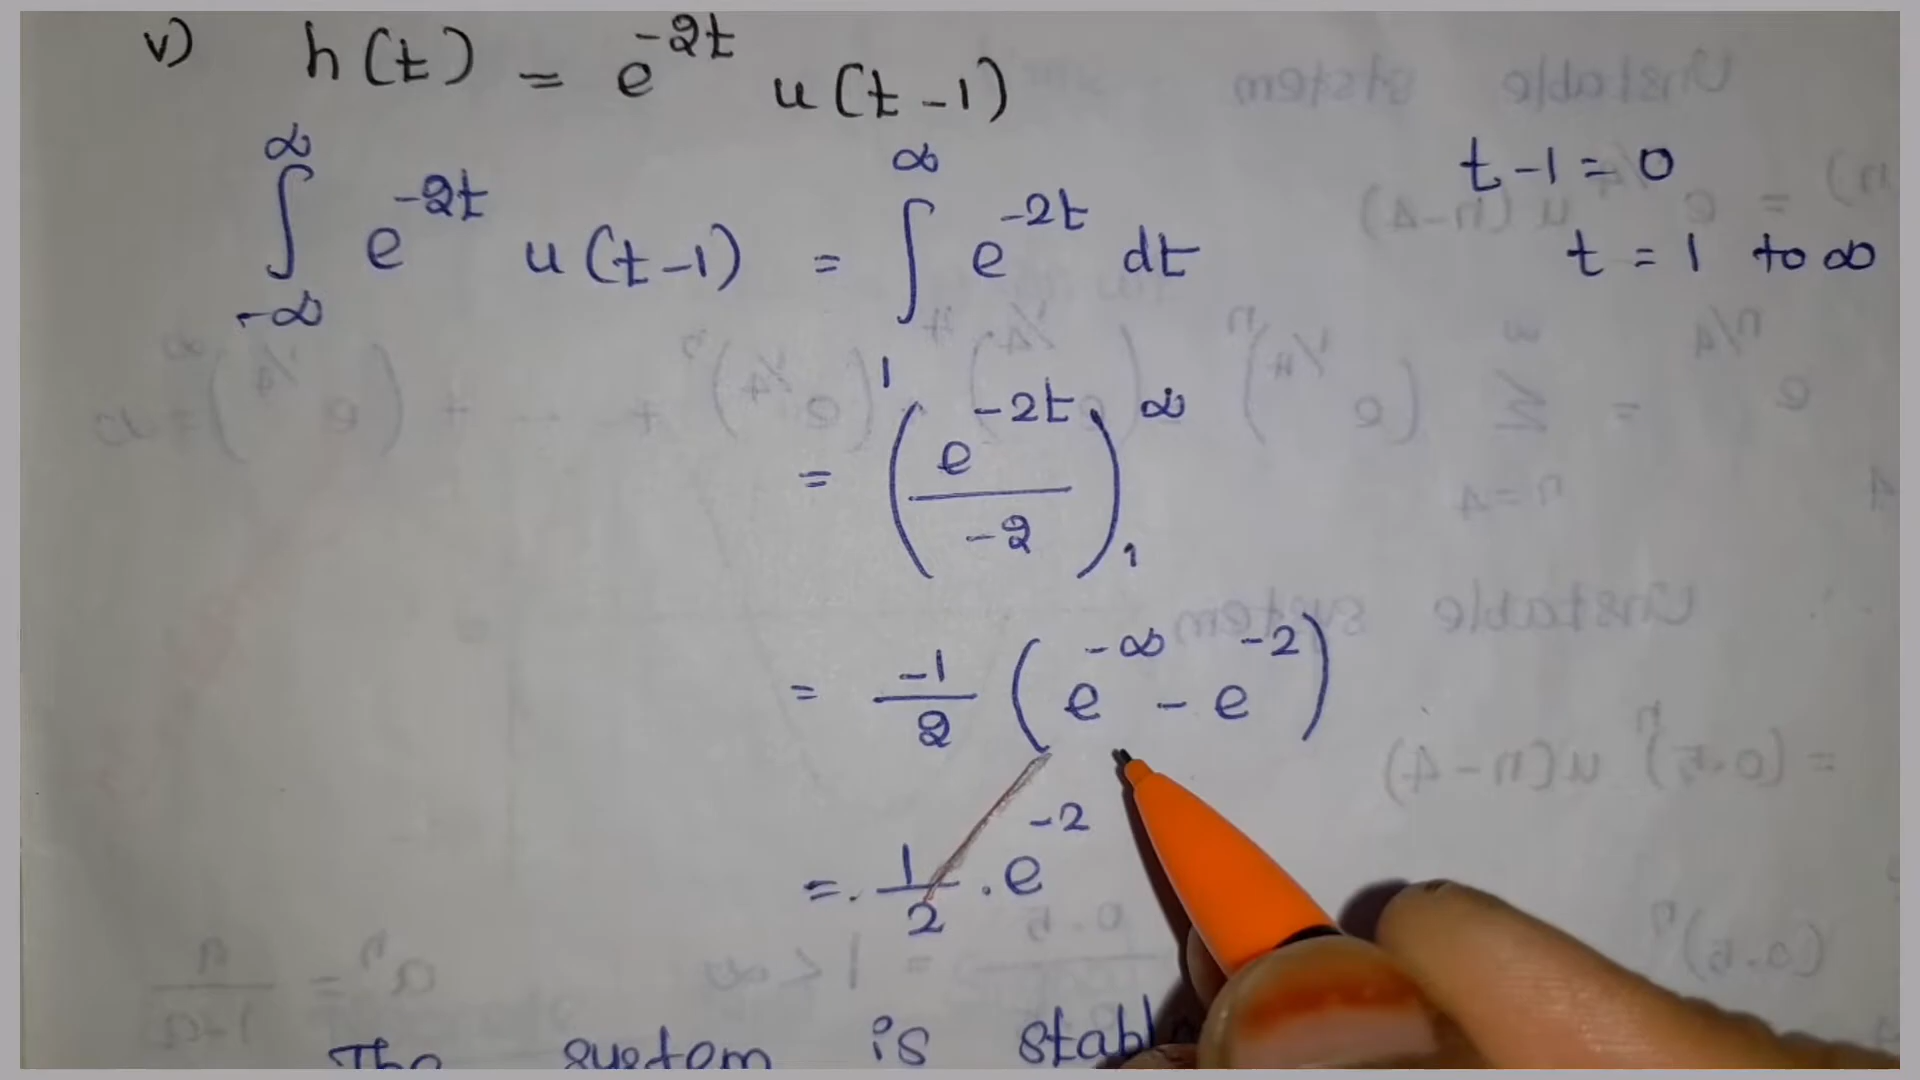 v) h(t) = e^{-2t} u(t-1)
∫_{-∞}^{∞} e^{-2t} u(t-1) = ∫_{1}^{∞} e^{-2t} dt
t-1 = 0
t = 1 to ∞
= (e^{-2t}/-2)_{1}^{∞}
= -1/2 (e^{-∞} - e^{-2})
= 1/2 . e^{-2}
The system is stabl